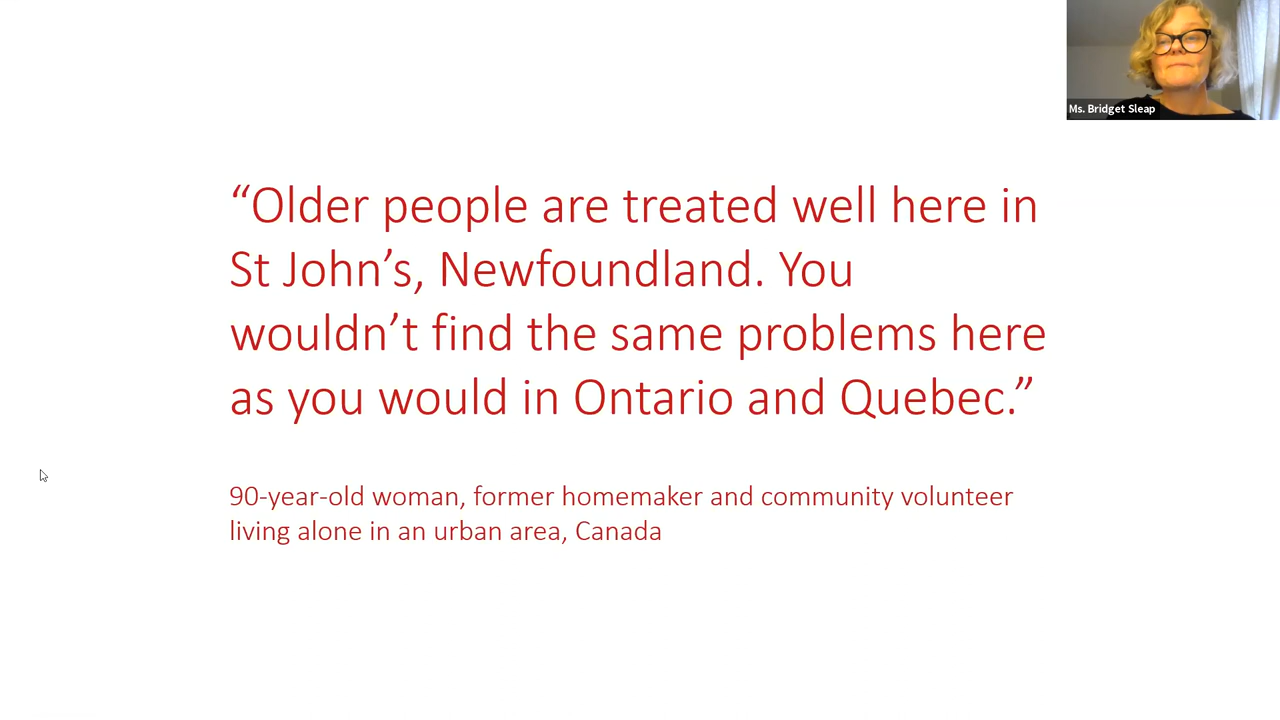 Ms. Bridget Sleap
“Older people are treated well here in
St John’s, Newfoundland. You
wouldn’t find the same problems here
as you would in Ontario and Quebec.”
90-year-old woman, former homemaker and community volunteer
living alone in an urban area, Canada